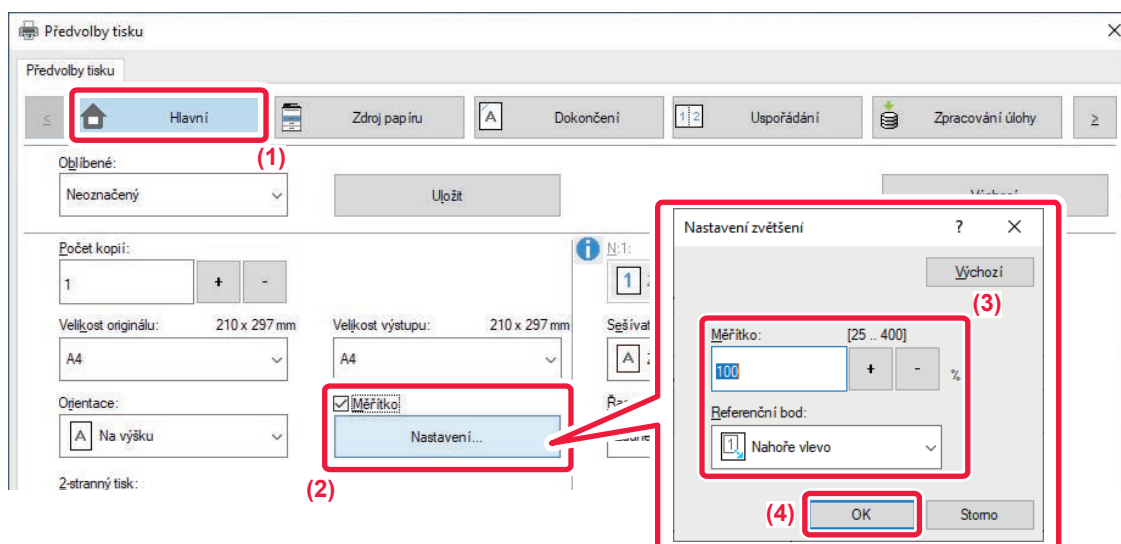 Předvolby tisku
Předvolby tisku
< Hlavní Zdroj papíru Dokončení Uspořádání Zpracování úlohy >
(1)
Oblíbené:
Neoznačený Uložit
Nastavení zvětšení ? X
Výchozí
(3)
Počet kopií: N:1:
1 + - 1
Velikost originálu: 210 x 297 mm Velikost výstupu: 210 x 297 mm
A4 A4
Měřítko: [25 .. 400]
100 + - %
Orientace: Měřítko
Na výšku Nastavení...
Referenční bod:
Nahoře vlevo
(2)
2-stranný tisk:
(4) OK Storno